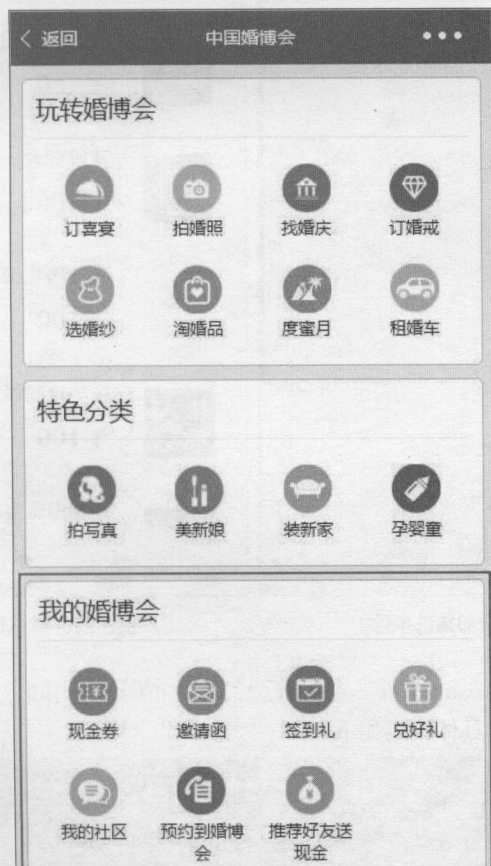 返回 中国婚博会
玩转婚博会
订喜宴 拍婚照 找婚庆 订婚戒
选婚纱 淘婚品 度蜜月 租婚车
特色分类
拍写真 美新娘 装新家 孕婴童
我的婚博会
现金券 邀请函 签到礼 兑好礼
我的社区 预约到婚博会 推荐好友送现金